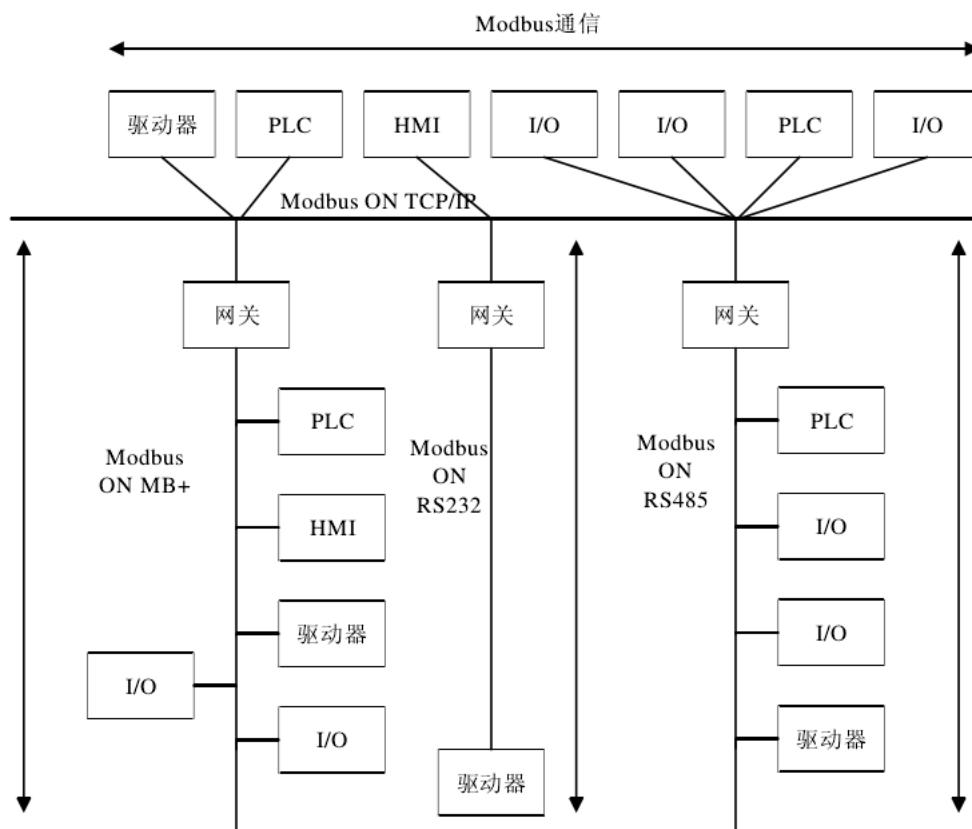 Modbus通信
驱动器
PLC
HMI
I/O
I/O
PLC
I/O
Modbus ON TCP/IP
网关
网关
网关
Modbus
ON MB+
PLC
HMI
驱动器
I/O
I/O
Modbus
ON
RS232
驱动器
Modbus
ON
RS485
PLC
I/O
I/O
驱动器